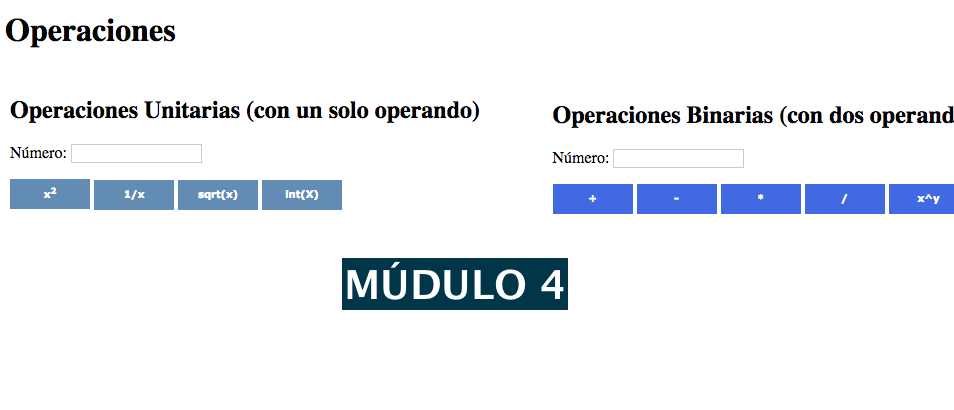 Operaciones
Operaciones Unitarias (con un solo operando)
Número:
x²
1/x
sqrt(x)
int(X)
Operaciones Binarias (con dos operand
Número:
+
-
*
/
x^y
MÚDULO 4